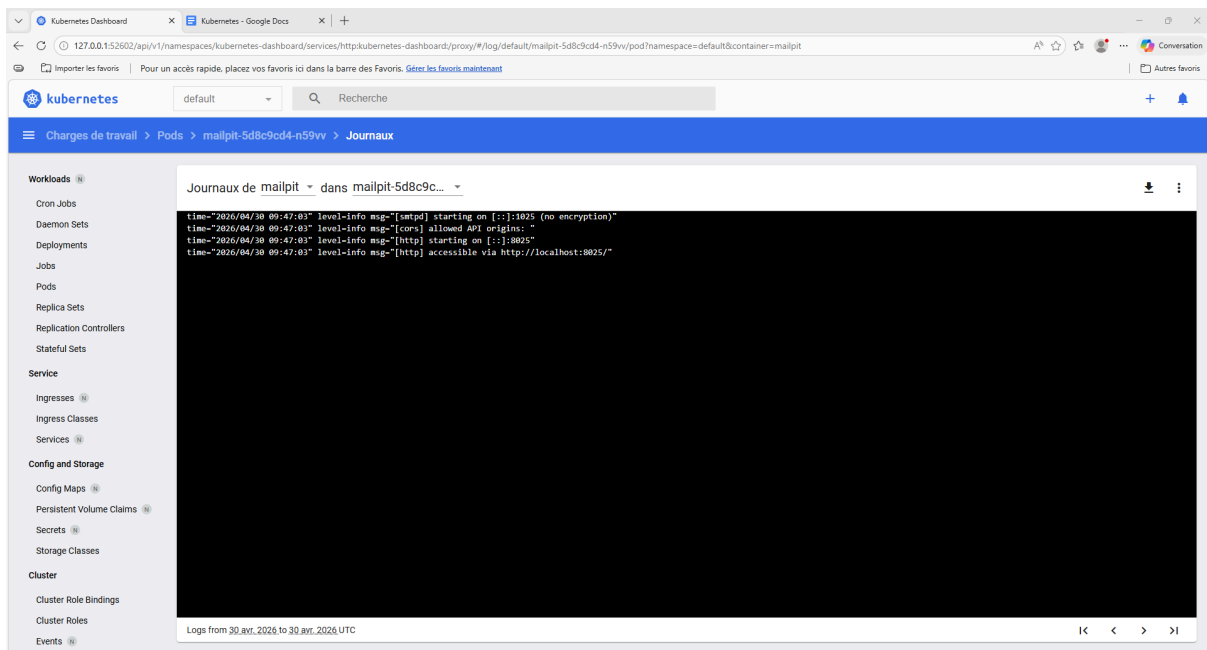 Kubernetes Dashboard
Kubernetes - Google Docs
127.0.0.1:52602/api/v1/namespaces/kubernetes-dashboard/services/http:kubernetes-dashboard:/proxy/#/log/default/mailpit-5d8c9cd4-n59vv/pod?namespace=default&container=mailpit
Conversation
Importer les favoris
Pour un accès rapide, placez vos favoris ici dans la barre des Favoris. Gérer les favoris maintenant
Autres favoris
kubernetes
default
Recherche
Charges de travail > Pods > mailpit-5d8c9cd4-n59vv > Journaux
Workloads N
Cron Jobs
Daemon Sets
Deployments
Jobs
Pods
Replica Sets
Replication Controllers
Stateful Sets
Service
Ingresses N
Ingress Classes
Services N
Config and Storage
Config Maps N
Persistent Volume Claims N
Secrets N
Storage Classes
Cluster
Cluster Role Bindings
Cluster Roles
Events N
Journaux de mailpit dans mailpit-5d8c9c...
time="2026/04/30 09:47:03" level=info msg="[smtpd] starting on [::]:1025 (no encryption)"
time="2026/04/30 09:47:03" level=info msg="[cors] allowed API origins: "
time="2026/04/30 09:47:03" level=info msg="[http] starting on [::]:8025"
time="2026/04/30 09:47:03" level=info msg="[http] accessible via http://localhost:8025/"
Logs from 30 avr. 2026 to 30 avr. 2026 UTC